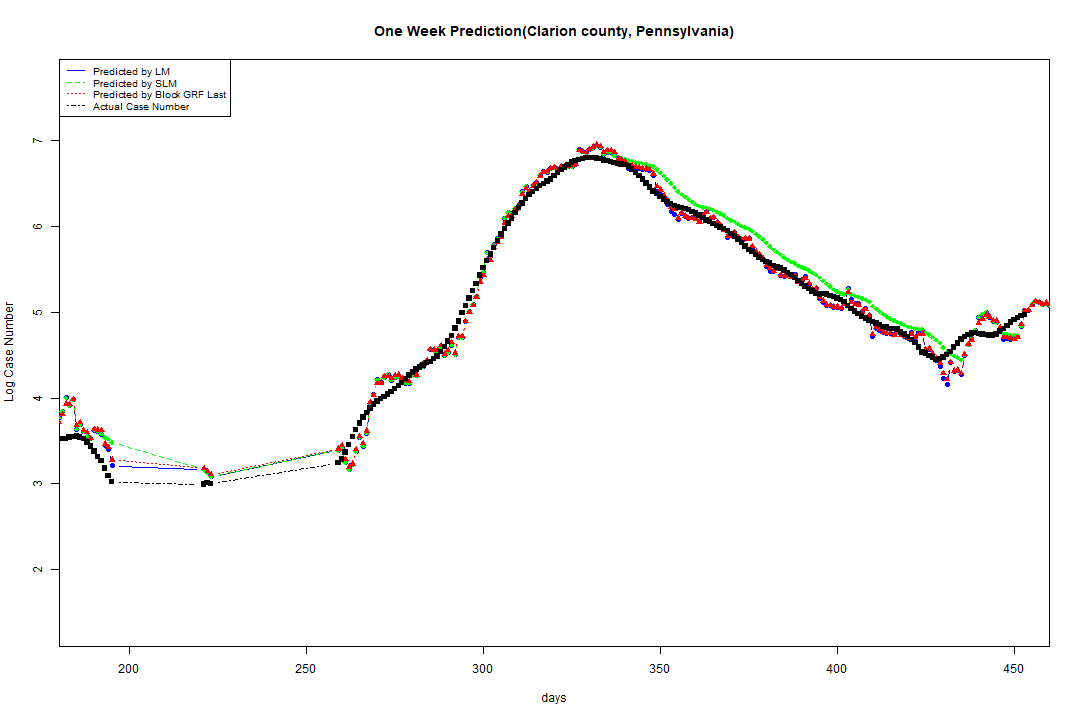 One Week Prediction(Clarion county, Pennsylvania)
Predicted by LM
Predicted by SLM
Predicted by Block GRF Last
Actual Case Number
7
6
5
4
3
2
Log Case Number
200 250 300 350 400 450
days